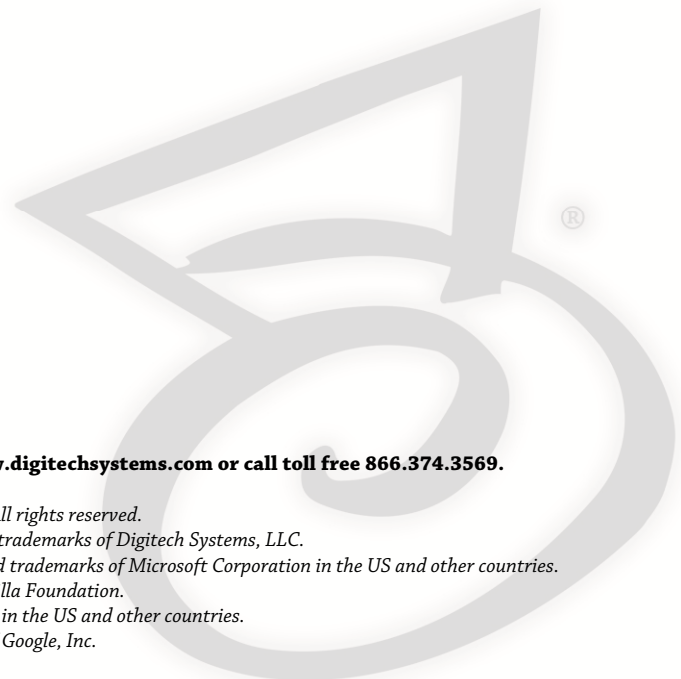 ®
.digitechsystems.com or call toll free 866.374.3569.
ll rights reserved.
trademarks of Digitech Systems, LLC.
d trademarks of Microsoft Corporation in the US and other countries.
lla Foundation.
in the US and other countries.
Google, Inc.